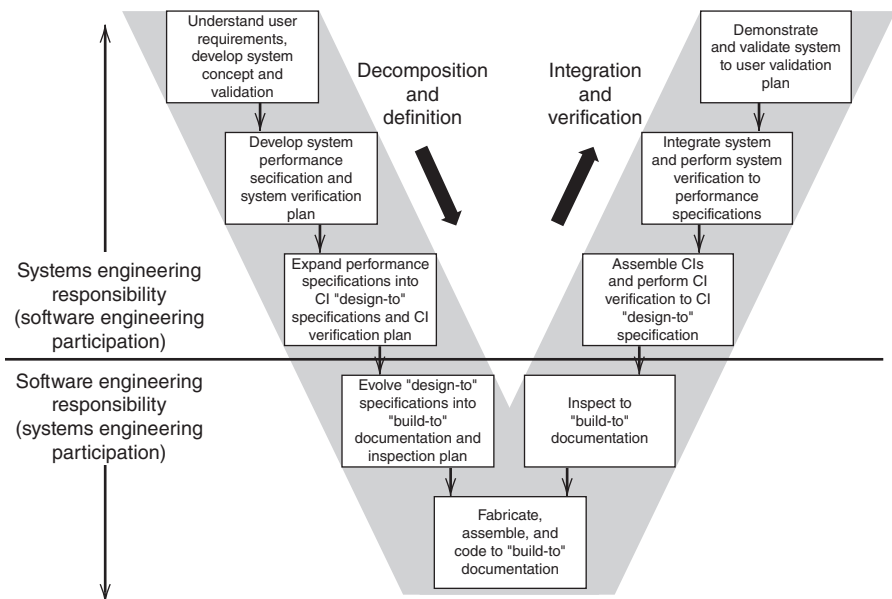 Understand user
requirements,
develop system
concept and
validation
Decomposition
and
definition
Integration
and
verification
Demonstrate
and validate system
to user validation
plan
Develop system
performance
secification and
system verification
plan
Integrate system
and perform system
verification to
performance
specifications
Systems engineering
responsibility
(software engineering
participation)
Expand performance
specifications into
CI "design-to"
specifications and CI
verification plan
Assemble CIs
and perform CI
verification to CI
"design-to"
specification
Software engineering
responsibility
(systems engineering
participation)
Evolve "design-to"
specifications into
"build-to"
documentation and
inspection plan
Inspect to
"build-to"
documentation
Fabricate,
assemble, and
code to "build-to"
documentation